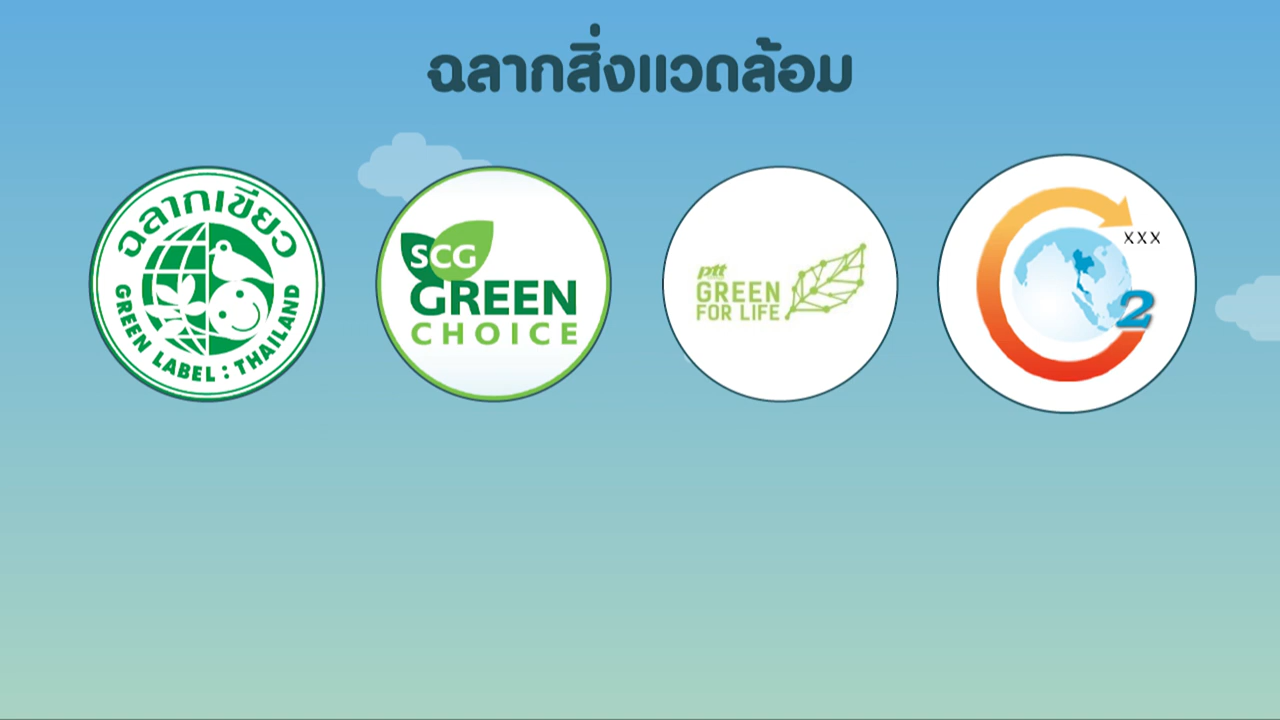 ฉลากสิ่งแวดล้อม
ฉลากเขียว
GREEN LABEL : THAILAND
SCG
GREEN
CHOICE
ptt
GREEN
FOR LIFE
XXX
2